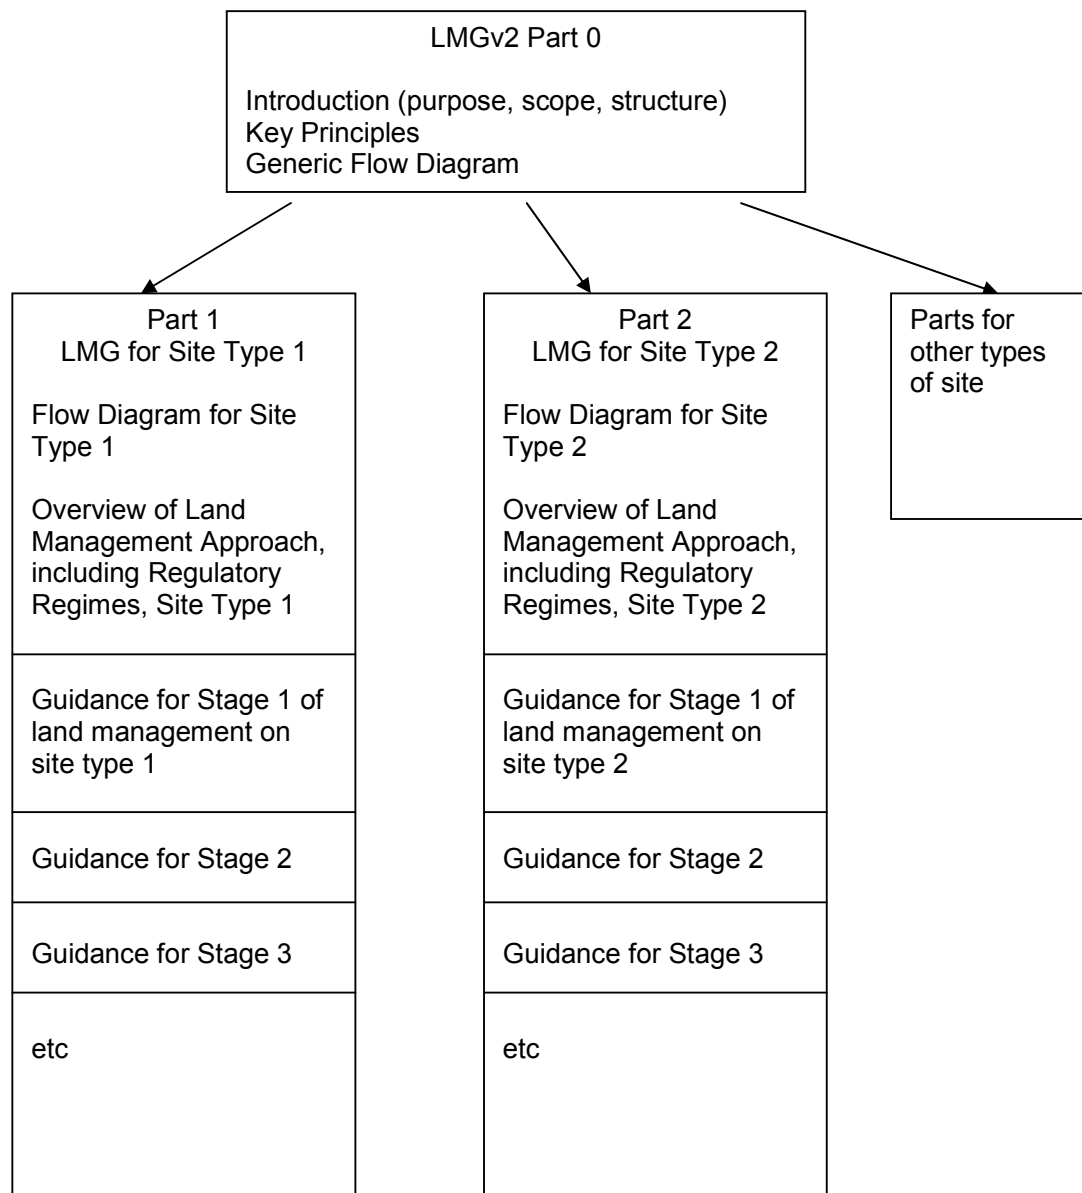 LMGv2 Part 0
Introduction (purpose, scope, structure)
Key Principles
Generic Flow Diagram
Part 1
LMG for Site Type 1
Flow Diagram for Site
Type 1
Overview of Land
Management Approach,
including Regulatory
Regimes, Site Type 1
Guidance for Stage 1 of
land management on
site type 1
Guidance for Stage 2
Guidance for Stage 3
etc
Part 2
LMG for Site Type 2
Flow Diagram for Site
Type 2
Overview of Land
Management Approach,
including Regulatory
Regimes, Site Type 2
Guidance for Stage 1 of
land management on
site type 2
Guidance for Stage 2
Guidance for Stage 3
etc
Parts for
other types
of site